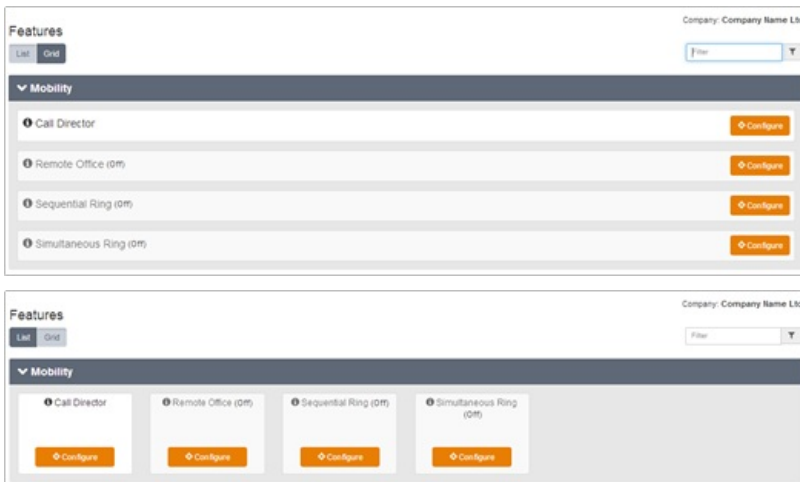 Company: Company Name Ltd
Features
List Grid
Filter
Mobility
Call Director Configure
Remote Office (Off) Configure
Sequential Ring (Off) Configure
Simultaneous Ring (Off) Configure
Company: Company Name Ltd
Features
List Grid
Filter
Mobility
Call Director Remote Office (Off) Sequential Ring (Off) Simultaneous Ring
(Off)
Configure Configure Configure Configure